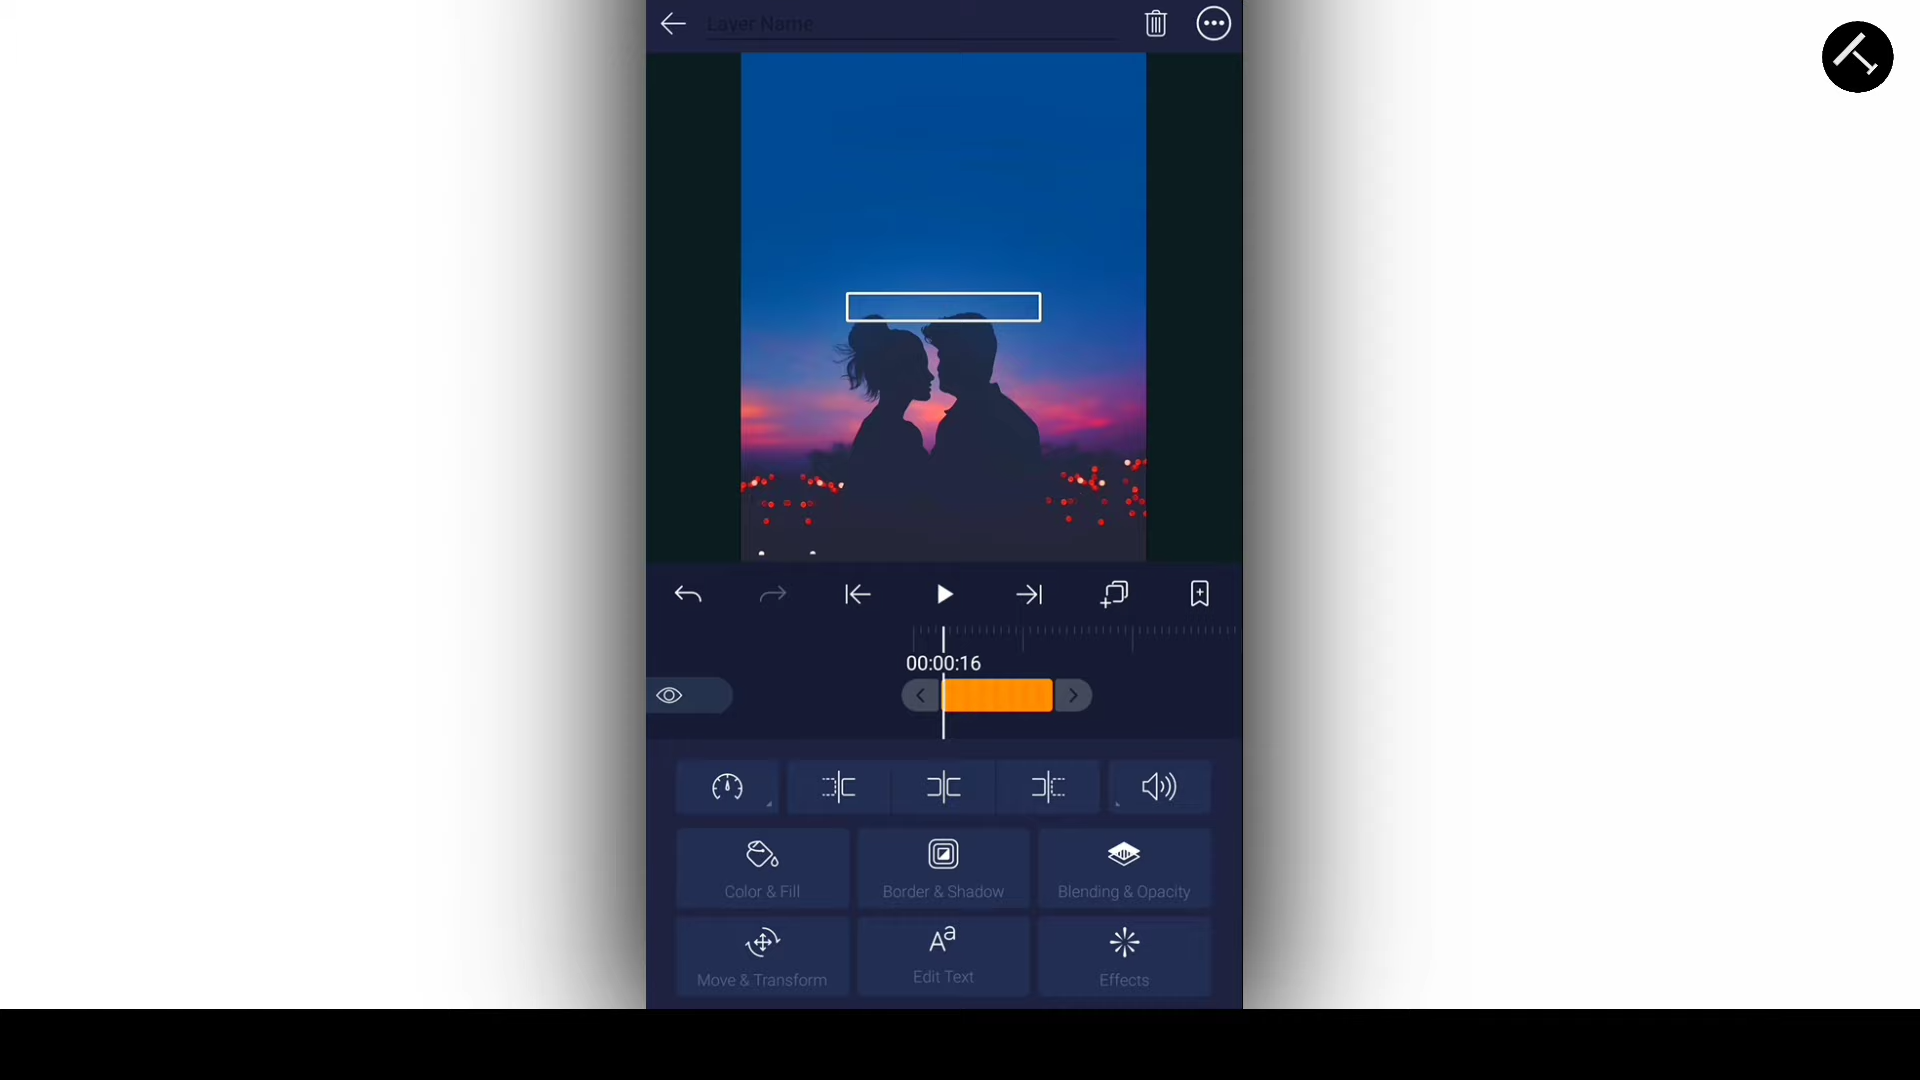 Layer Name
00:00:16
Color & Fill
Border & Shadow
Blending & Opacity
Move & Transform
Edit Text
Effects